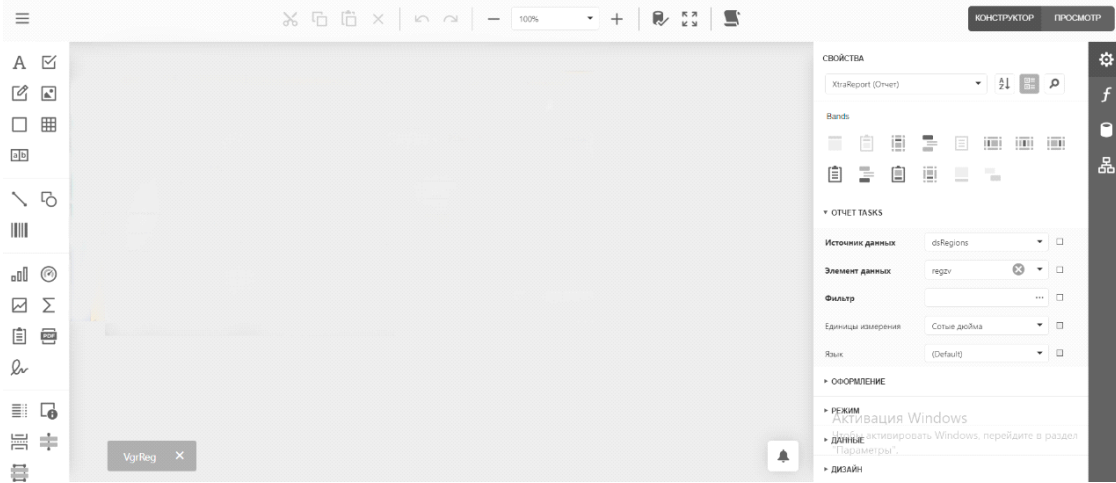 100%
КОНСТРУКТОР
ПРОСМОТР
A
a b
PDF
VgrReg
СВОЙСТВА
XtraReport (Отчет)
Bands
ОТЧЕТ TASKS
Источник данных dsRegions
Элемент данных regzv
Фильтр
Единицы измерения Сотые дюйма
Язык (Default)
ОФОРМЛЕНИЕ
РЕЖИМ
Активация Windows
Чтобы активировать Windows, перейдите в раздел
ДАННЫЕ
"Параметры".
ДИЗАЙН